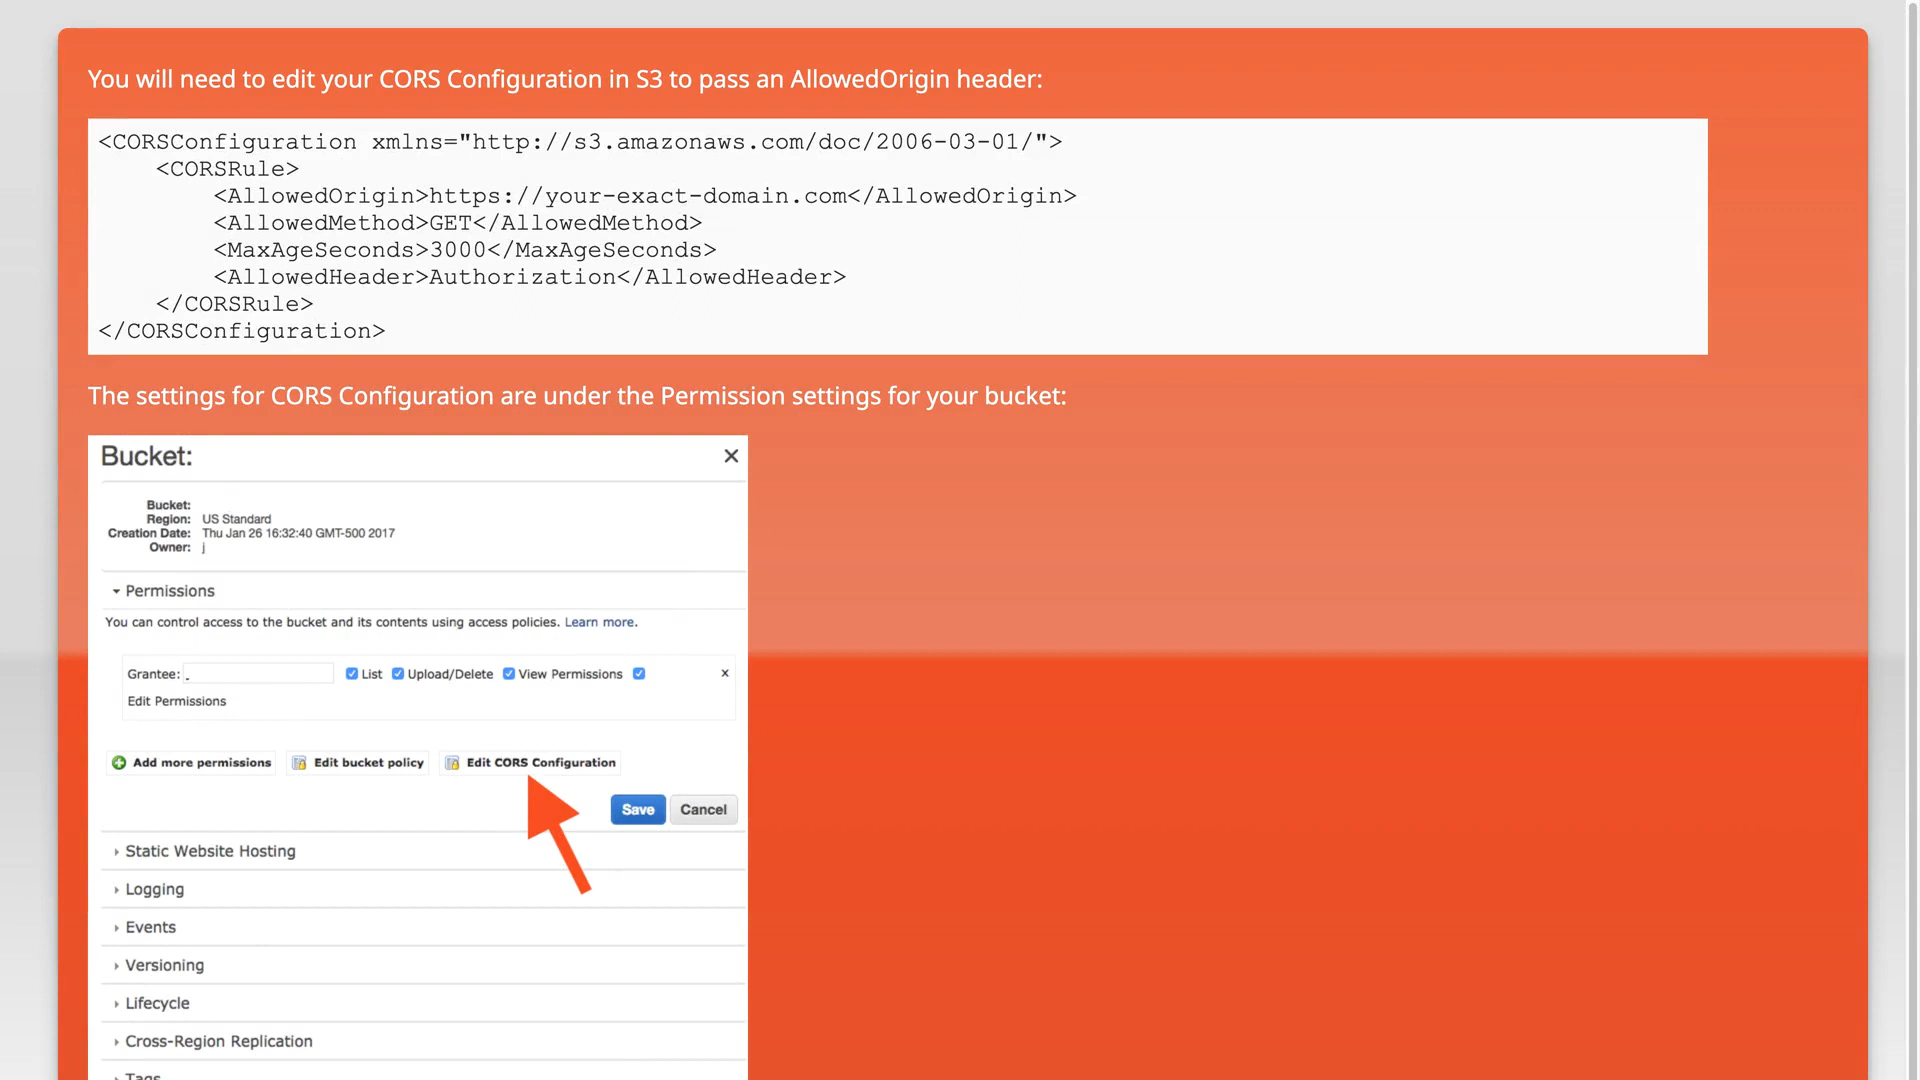 You will need to edit your CORS Configuration in S3 to pass an AllowedOrigin header:
<CORSConfiguration xmlns="http://s3.amazonaws.com/doc/2006-03-01/">
    <CORSRule>
        <AllowedOrigin>https://your-exact-domain.com</AllowedOrigin>
        <AllowedMethod>GET</AllowedMethod>
        <MaxAgeSeconds>3000</MaxAgeSeconds>
        <AllowedHeader>Authorization</AllowedHeader>
    </CORSRule>
</CORSConfiguration>
The settings for CORS Configuration are under the Permission settings for your bucket:
Bucket:
Bucket:
Region: US Standard
Creation Date: Thu Jan 26 16:32:40 GMT-500 2017
Owner: j
Permissions
You can control access to the bucket and its contents using access policies. Learn more.
Grantee: List Upload/Delete View Permissions x
Edit Permissions
Add more permissions Edit bucket policy Edit CORS Configuration
Save Cancel
Static Website Hosting
Logging
Events
Versioning
Lifecycle
Cross-Region Replication
Tags